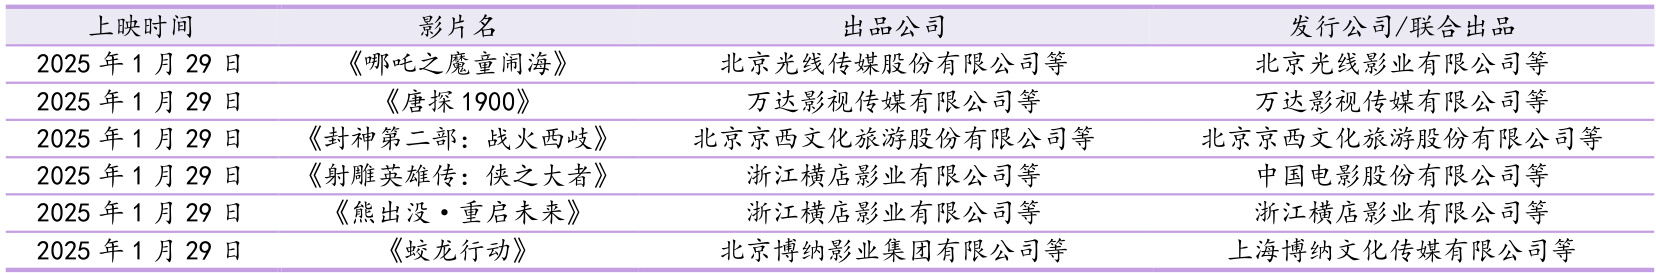 上映时间 影片名 出品公司 发行公司/联合出品
2025 年 1 月 29 日 《哪吒之魔童闹海》 北京光线传媒股份有限公司等 北京光线影业有限公司等
2025 年 1 月 29 日 《唐探 1900》 万达影视传媒有限公司等 万达影视传媒有限公司等
2025 年 1 月 29 日 《封神第二部：战火西岐》 北京京西文化旅游股份有限公司等 北京京西文化旅游股份有限公司等
2025 年 1 月 29 日 《射雕英雄传：侠之大者》 浙江横店影业有限公司等 中国电影股份有限公司等
2025 年 1 月 29 日 《熊出没·重启未来》 浙江横店影业有限公司等 浙江横店影业有限公司等
2025 年 1 月 29 日 《蛟龙行动》 北京博纳影业集团有限公司等 上海博纳文化传媒有限公司等